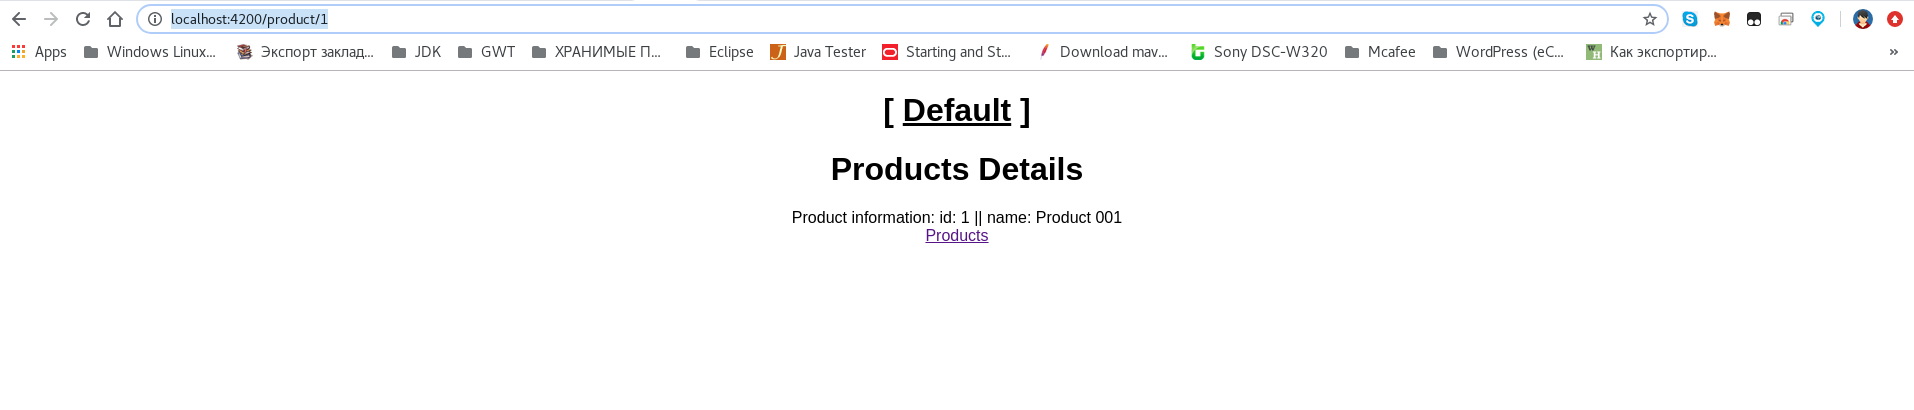 localhost:4200/product/1
Apps Windows Linux... Экспорт заклад... JDK GWT ХРАНИМЫЕ П... Eclipse Java Tester Starting and St... Download mav... Sony DSC-W320 Mcafee WordPress (eC... Как экспортир... »
[ Default ]
Products Details
Product information: id: 1 || name: Product 001
Products